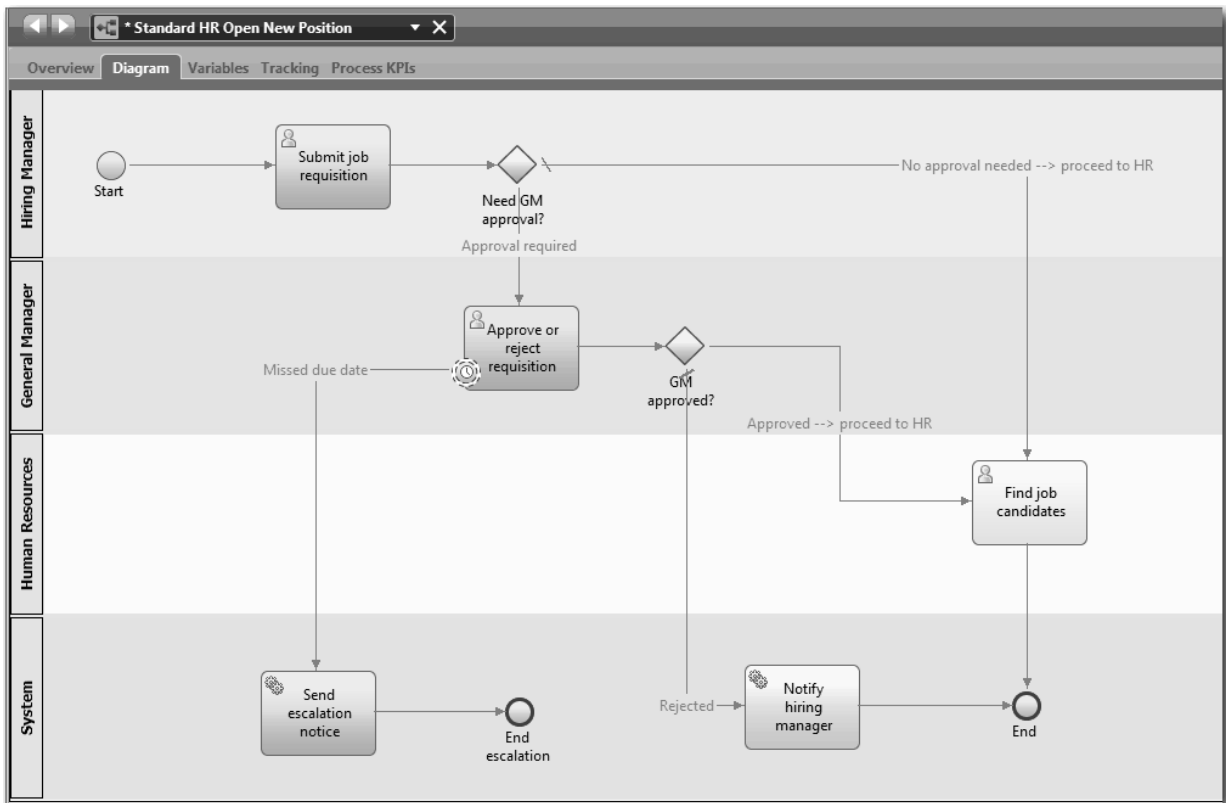 * Standard HR Open New Position
Overview Diagram Variables Tracking Process KPIs
Hiring Manager
Start
Submit job
requisition
Need GM
approval?
No approval needed --> proceed to HR
Approval required
General Manager
Approve or
reject
requisition
Missed due date
GM
approved?
Approved --> proceed to HR
Human Resources
Find job
candidates
System
Send
escalation
notice
End
escalation
Rejected
Notify
hiring
manager
End